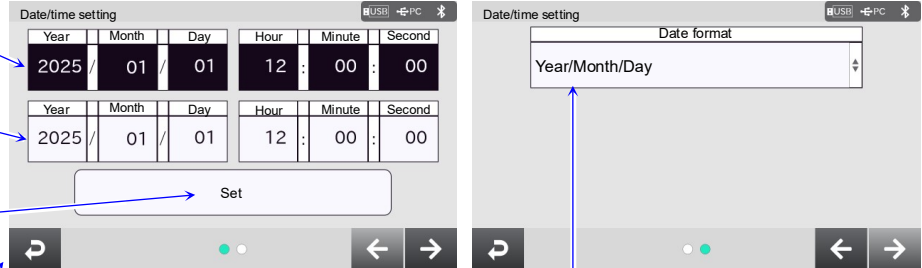 Date/time setting
USB PC
Year Month Day Hour Minute Second
2025 / 01 / 01 12 : 00 : 00
Year Month Day Hour Minute Second
2025 / 01 / 01 12 : 00 : 00
Set
Date/time setting
USB PC
Date format
Year/Month/Day